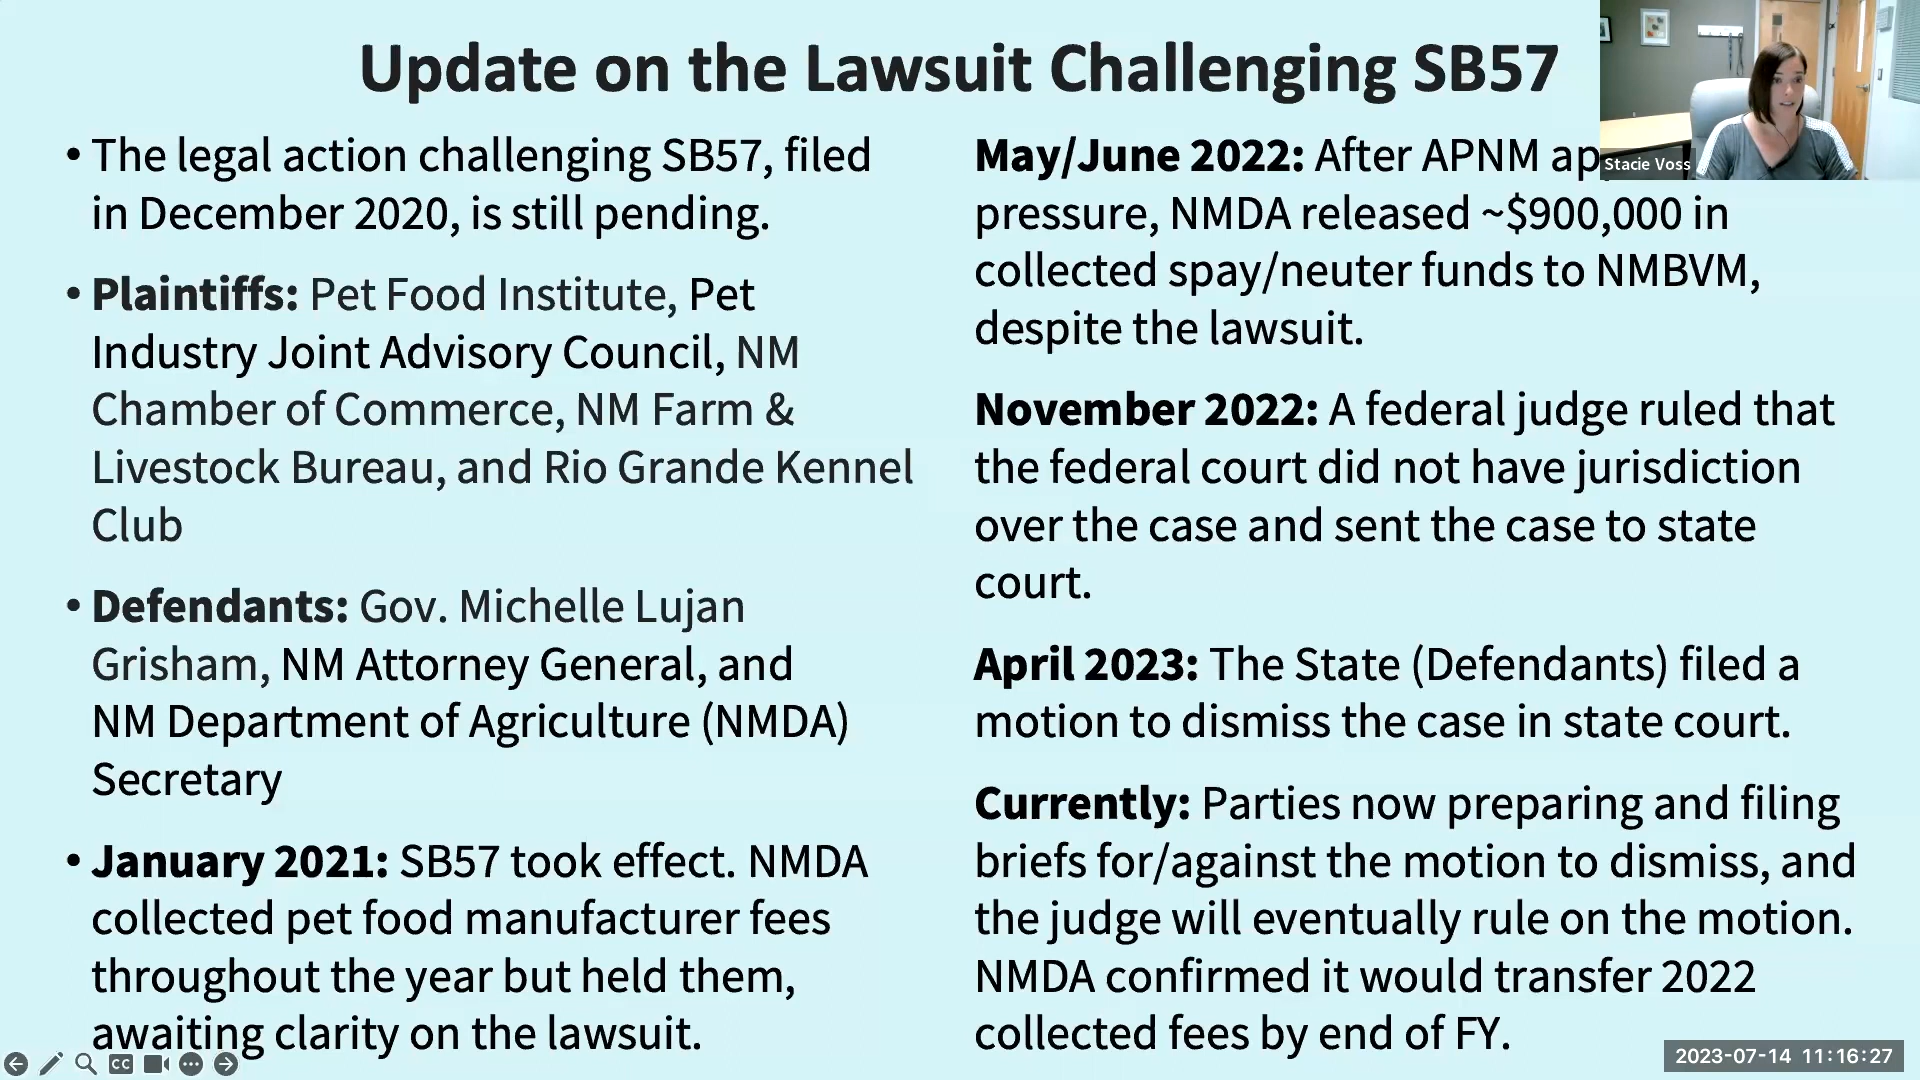 Update on the Lawsuit Challenging SB57
• The legal action challenging SB57, filed
in December 2020, is still pending.
• Plaintiffs: Pet Food Institute, Pet
Industry Joint Advisory Council, NM
Chamber of Commerce, NM Farm &
Livestock Bureau, and Rio Grande Kennel
Club
• Defendants: Gov. Michelle Lujan
Grisham, NM Attorney General, and
NM Department of Agriculture (NMDA)
Secretary
• January 2021: SB57 took effect. NMDA
collected pet food manufacturer fees
throughout the year but held them,
awaiting clarity on the lawsuit.
May/June 2022: After APNM
pressure, NMDA released ~$900,000 in
collected spay/neuter funds to NMBVM,
despite the lawsuit.
November 2022: A federal judge ruled that
the federal court did not have jurisdiction
over the case and sent the case to state
court.
April 2023: The State (Defendants) filed a
motion to dismiss the case in state court.
Currently: Parties now preparing and filing
briefs for/against the motion to dismiss, and
the judge will eventually rule on the motion.
NMDA confirmed it would transfer 2022
collected fees by end of FY.
Stacie Voss
CC
2023-07-14 11:16:27